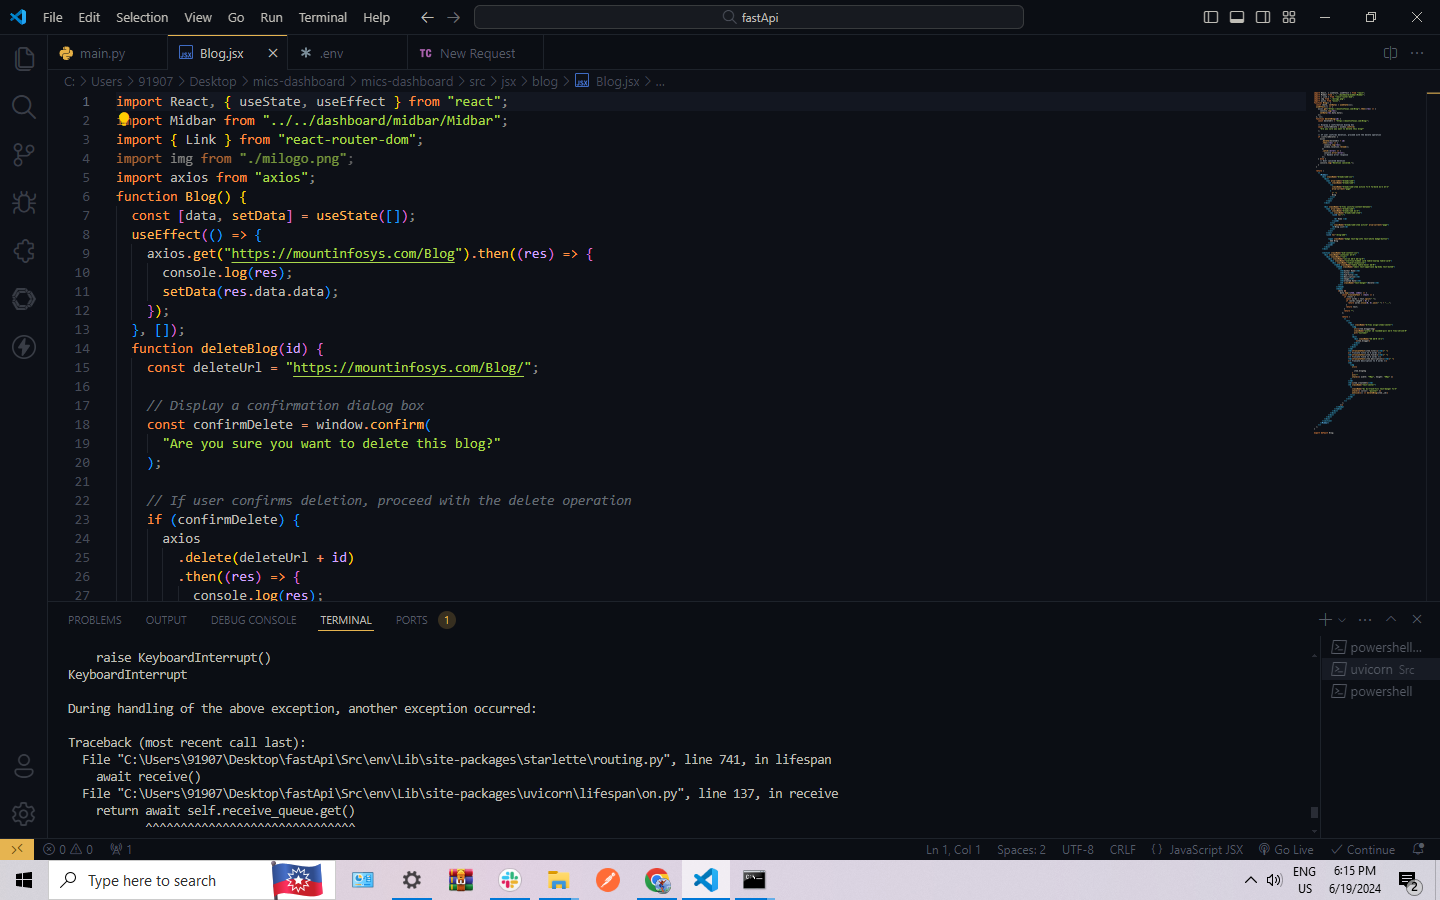 File Edit Selection View Go Run Terminal Help
fastApi
main.py
Blog.jsx
.env
TC New Request
C: > Users > 91907 > Desktop > mics-dashboard > mics-dashboard > src > jsx > blog > Blog.jsx > ...
1 import React, { useState, useEffect } from "react";
2 import Midbar from "../../dashboard/midbar/Midbar";
3 import { Link } from "react-router-dom";
4 import img from "./milogo.png";
5 import axios from "axios";
6 function Blog() {
7 const [data, setData] = useState([]);
8 useEffect(() => {
9 axios.get("https://mountinfosys.com/Blog").then((res) => {
10 console.log(res);
11 setData(res.data.data);
12 });
13 }, []);
14 function deleteBlog(id) {
15 const deleteUrl = "https://mountinfosys.com/Blog/";
16
17 // Display a confirmation dialog box
18 const confirmDelete = window.confirm(
19 "Are you sure you want to delete this blog?"
20 );
21
22 // If user confirms deletion, proceed with the delete operation
23 if (confirmDelete) {
24 axios
25 .delete(deleteUrl + id)
26 .then((res) => {
27 console.log(res);
PROBLEMS OUTPUT DEBUG CONSOLE TERMINAL PORTS 1
raise KeyboardInterrupt()
KeyboardInterrupt
During handling of the above exception, another exception occurred:
Traceback (most recent call last):
File "C:\Users\91907\Desktop\fastApi\Src\env\Lib\site-packages\starlette\routing.py", line 741, in lifespan
await receive()
File "C:\Users\91907\Desktop\fastApi\Src\env\Lib\site-packages\uvicorn\lifespan\on.py", line 137, in receive
return await self.receive_queue.get()
^^^^^^^^^^^^^^^^^^^^^^^^^^^^^^
powershell...
uvicorn Src
powershell
0 0 1
Ln 1, Col 1 Spaces: 2 UTF-8 CRLF {} JavaScript JSX Go Live Continue
Type here to search
ENG
US
6:15 PM
6/19/2024
2